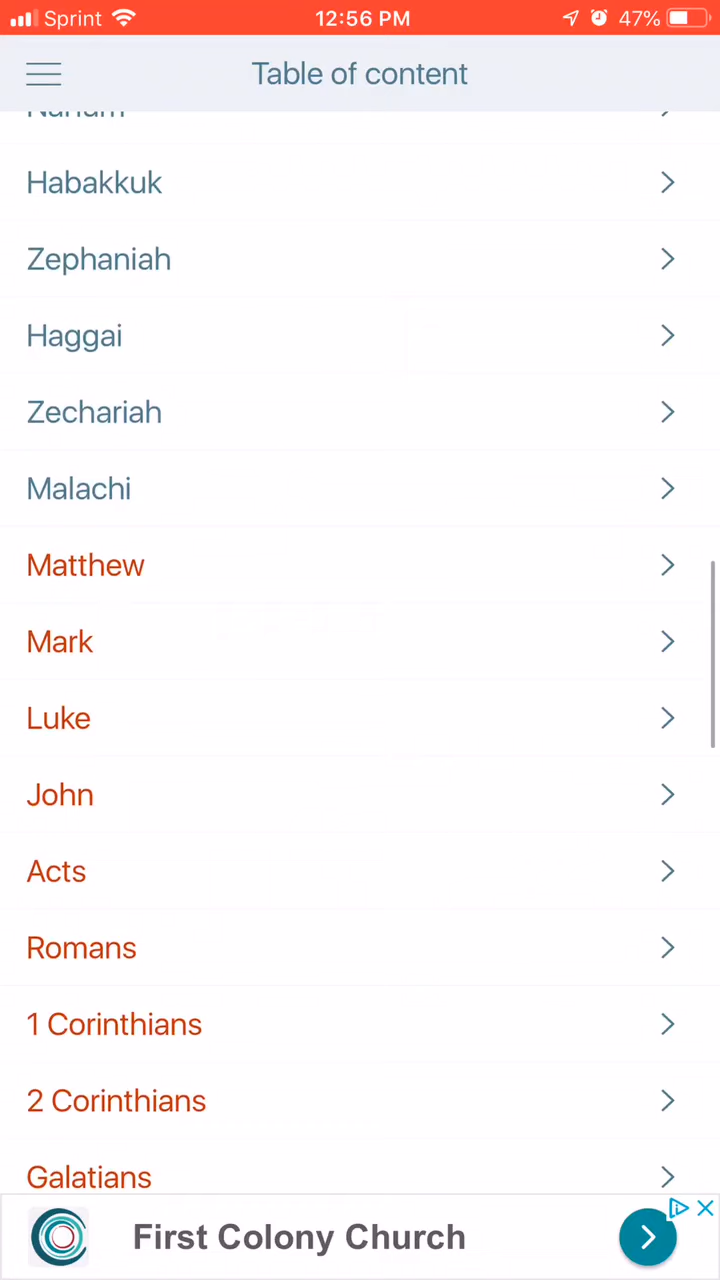 Sprint 12:56 PM 47%
Table of content
Habakkuk
Zephaniah
Haggai
Zechariah
Malachi
Matthew
Mark
Luke
John
Acts
Romans
1 Corinthians
2 Corinthians
Galatians
First Colony Church